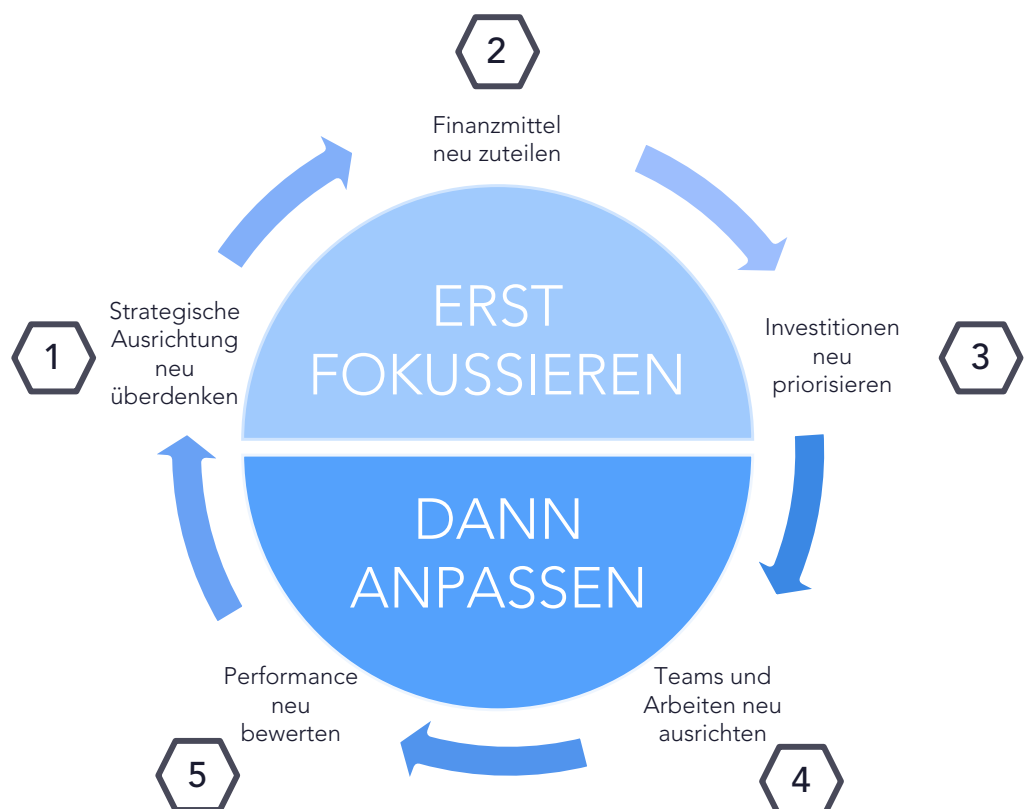 2
Finanzmittel
neu zuteilen
Strategische
Ausrichtung
neu
überdenken
1
ERST
FOKUSSIEREN
Investitionen
neu
priorisieren
3
DANN
ANPASSEN
Performance
neu
bewerten
5
Teams und
Arbeiten neu
ausrichten
4